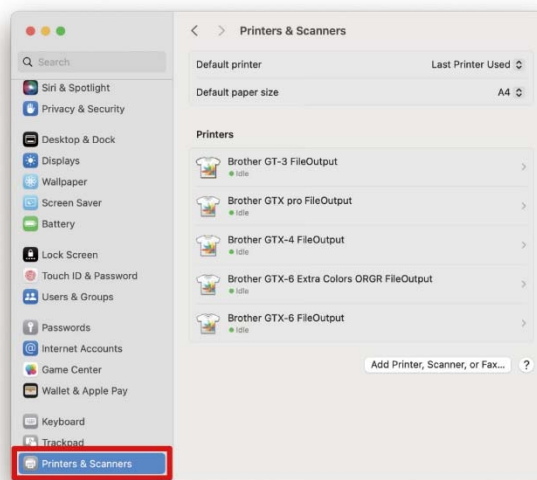 Printers & Scanners
Search
Siri & Spotlight
Privacy & Security
Desktop & Dock
Displays
Wallpaper
Screen Saver
Battery
Lock Screen
Touch ID & Password
Users & Groups
Passwords
Internet Accounts
Game Center
Wallet & Apple Pay
Keyboard
Trackpad
Printers & Scanners
Default printer Last Printer Used
Default paper size A4
Printers
Brother GT-3 FileOutput
Idle
Brother GTX pro FileOutput
Idle
Brother GTX-4 FileOutput
Idle
Brother GTX-6 Extra Colors ORGR FileOutput
Idle
Brother GTX-6 FileOutput
Idle
Add Printer, Scanner, or Fax... ?